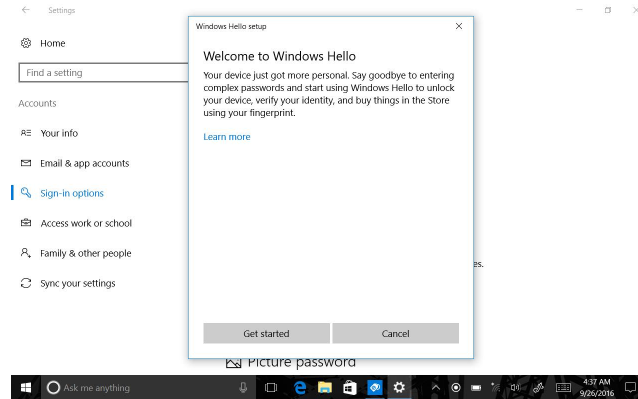 Settings
Home
Find a setting
Accounts
Your info
Email & app accounts
Sign-in options
Access work or school
Family & other people
Sync your settings
Windows Hello setup
Welcome to Windows Hello
Your device just got more personal. Say goodbye to entering
complex passwords and start using Windows Hello to unlock
your device, verify your identity, and buy things in the Store
using your fingerprint.
Learn more
Get started
Cancel
es.
Picture password
Ask me anything
4:37 AM
9/26/2016